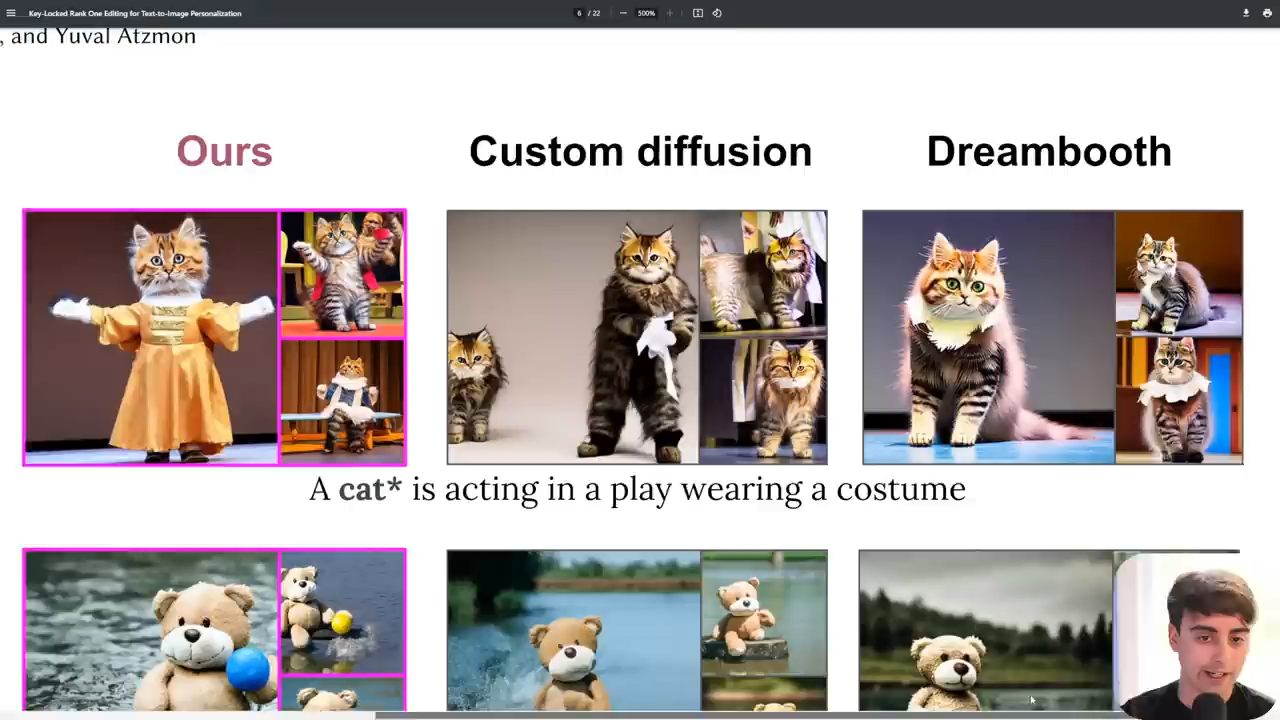 Key-Locked Rank One Editing for Text-to-Image Personalization
6 / 22
500%
, and Yuval Atzmon
Ours
Custom diffusion
Dreambooth
A cat* is acting in a play wearing a costume